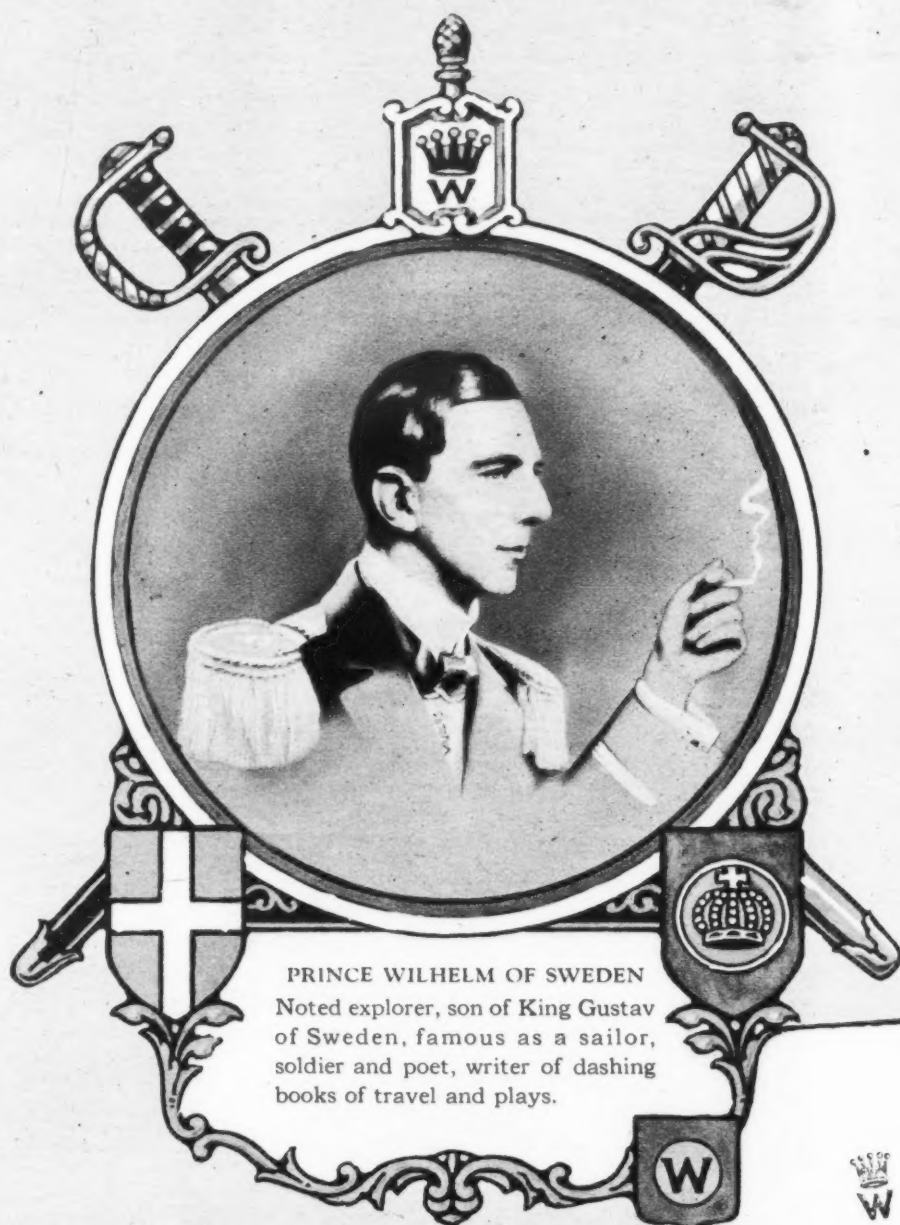 W
PRINCE WILHELM OF SWEDEN
Noted explorer, son of King Gustav
of Sweden, famous as a sailor,
soldier and poet, writer of dashing
books of travel and plays.
W
W